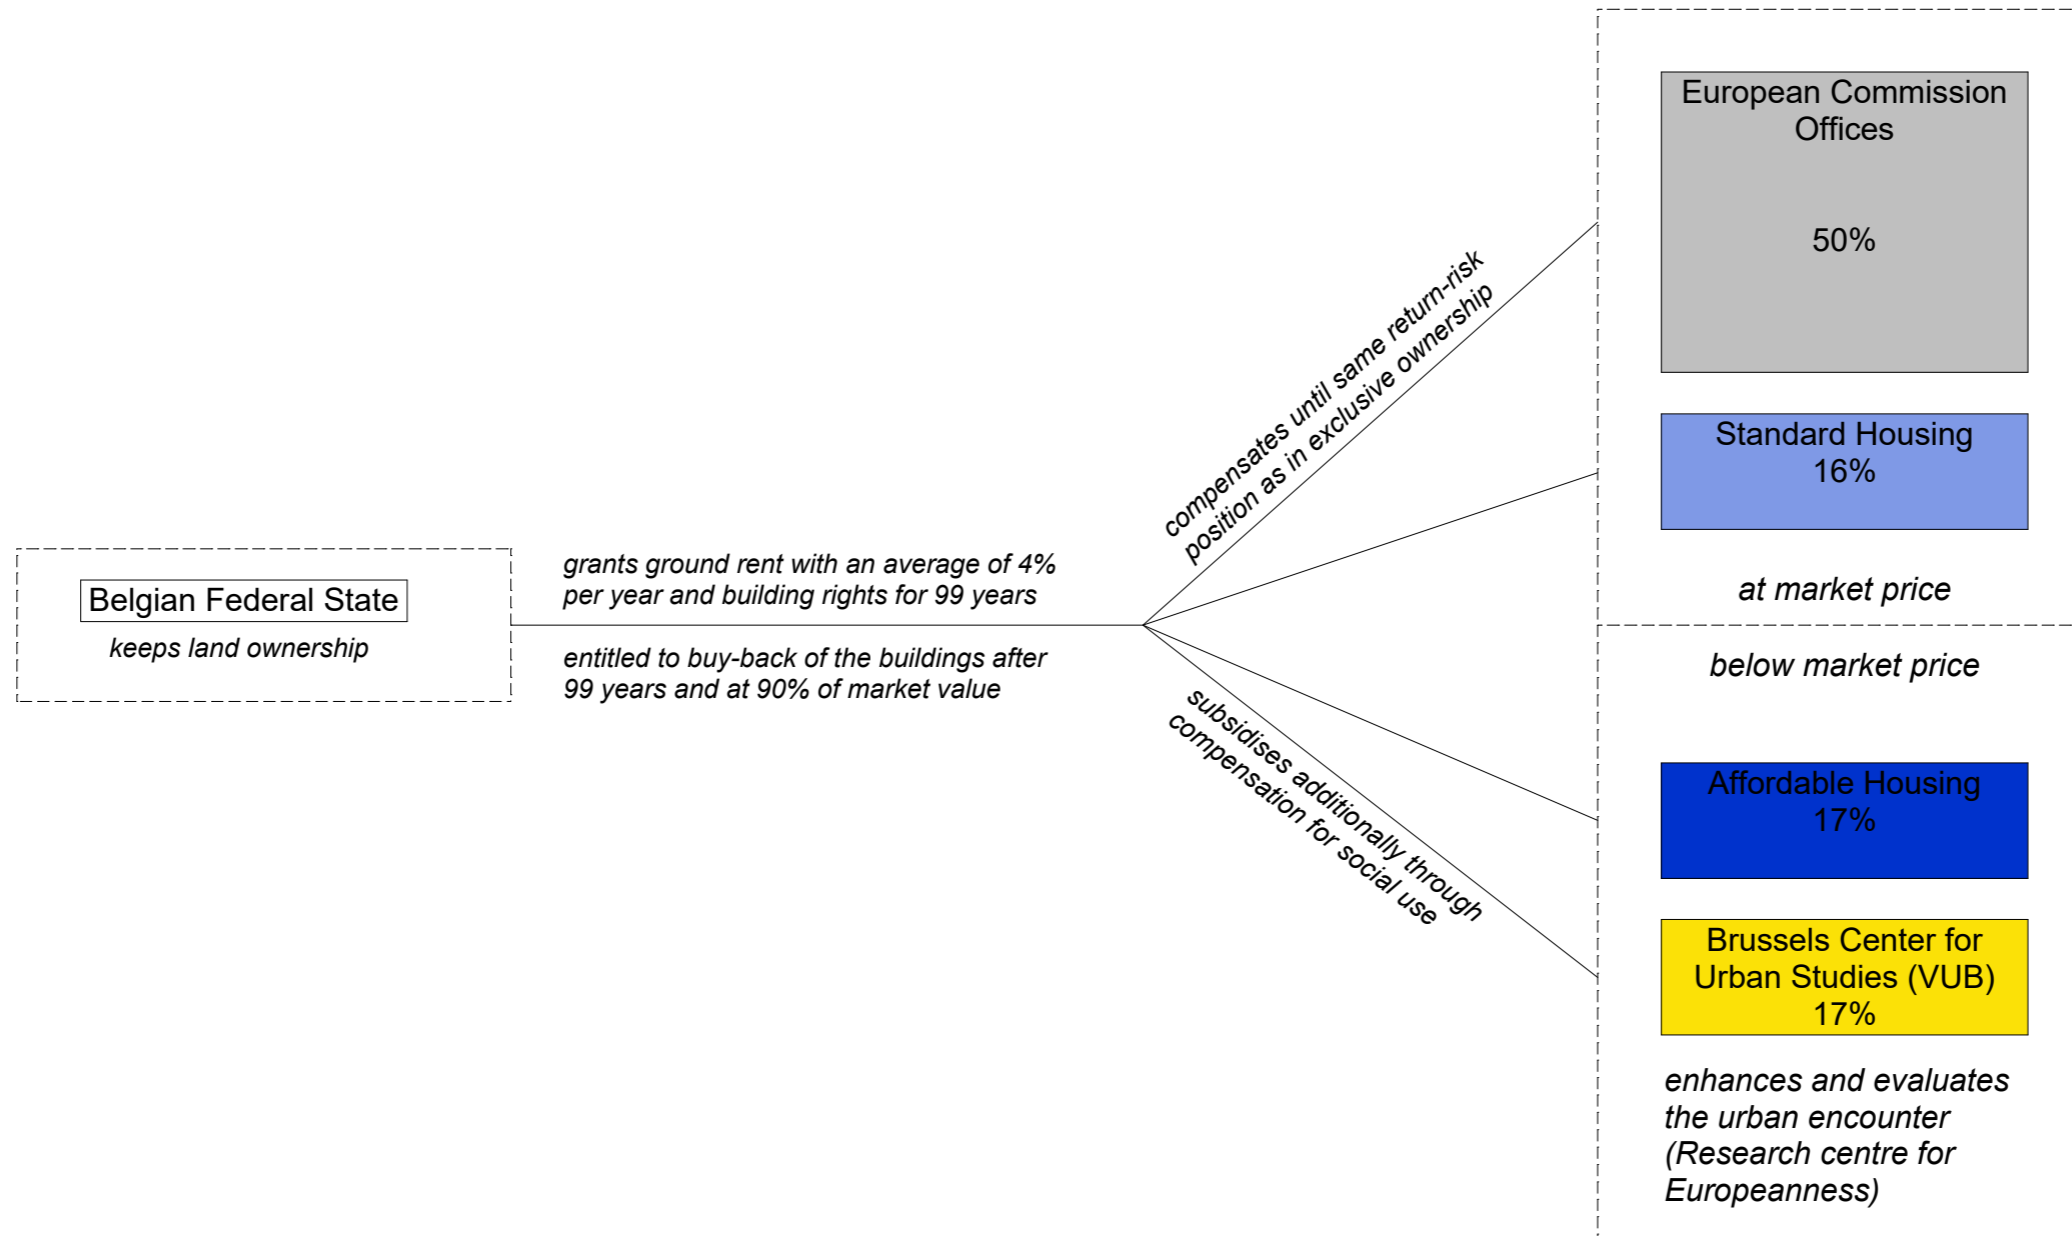 Belgian Federal State
keeps land ownership
grants ground rent with an average of 4%
per year and building rights for 99 years
entitled to buy-back of the buildings after
99 years and at 90% of market value
compensates until same return-risk
position as in exclusive ownership
subsidises additionally through
compensation for social use
European Commission
Offices
50%
Standard Housing
16%
at market price
below market price
Affordable Housing
17%
Brussels Center for
Urban Studies (VUB)
17%
enhances and evaluates
the urban encounter
(Research centre for
Europeanness)